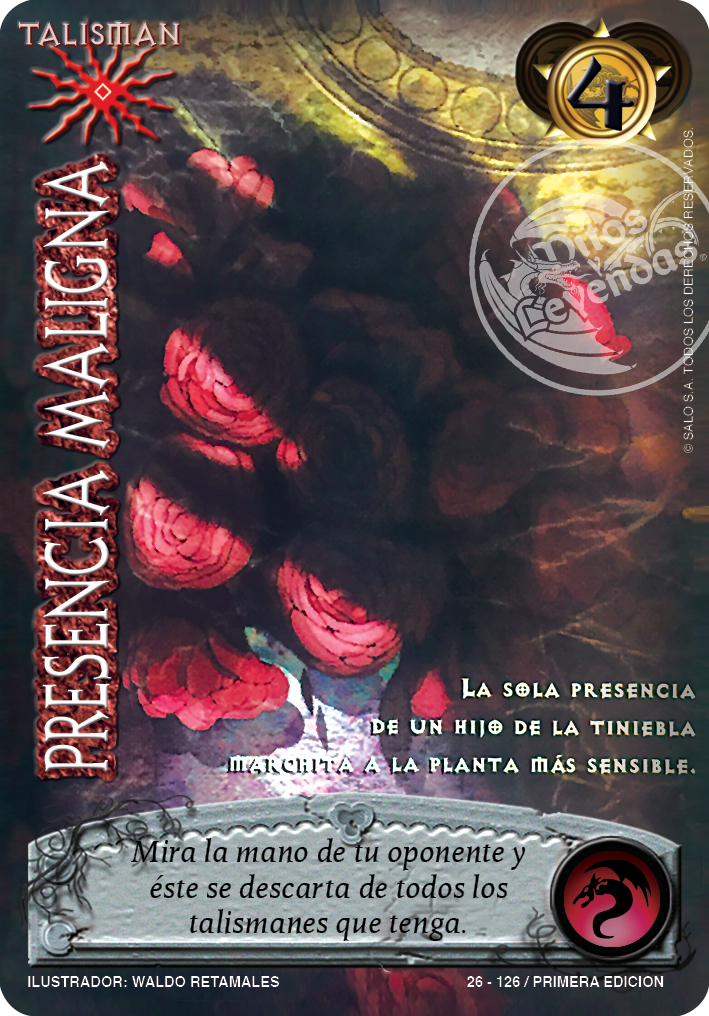 TALISMAN
4
PRESENCIA MALIGNA
Mitos
y
Leyendas
®
© SALO S.A. TODOS LOS DERECHOS RESERVADOS.
LA SOLA PRESENCIA
DE UN HIJO DE LA TINIEBLA
MARCHITA A LA PLANTA MÁS SENSIBLE.
Mira la mano de tu oponente y
éste se descarta de todos los
talismanes que tenga.
ILUSTRADOR: WALDO RETAMALES
26 - 126 / PRIMERA EDICION